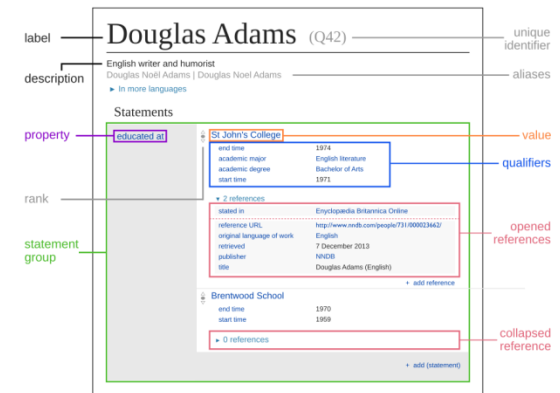 label
Douglas Adams (Q42)
unique
identifier
description
English writer and humorist
Douglas Noël Adams | Douglas Noel Adams
aliases
▸ In more languages
Statements
property
educated at
St John's College
value
end time 1974
academic major English literature
academic degree Bachelor of Arts
start time 1971
qualifiers
rank
▾ 2 references
stated in Encyclopædia Britannica Online
reference URL http://www.nndb.com/people/731/000023662/
original language of work English
retrieved 7 December 2013
publisher NNDB
title Douglas Adams (English)
opened
references
statement
group
+ add reference
Brentwood School
end time 1970
start time 1959
▸ 0 references
collapsed
reference
+ add (statement)